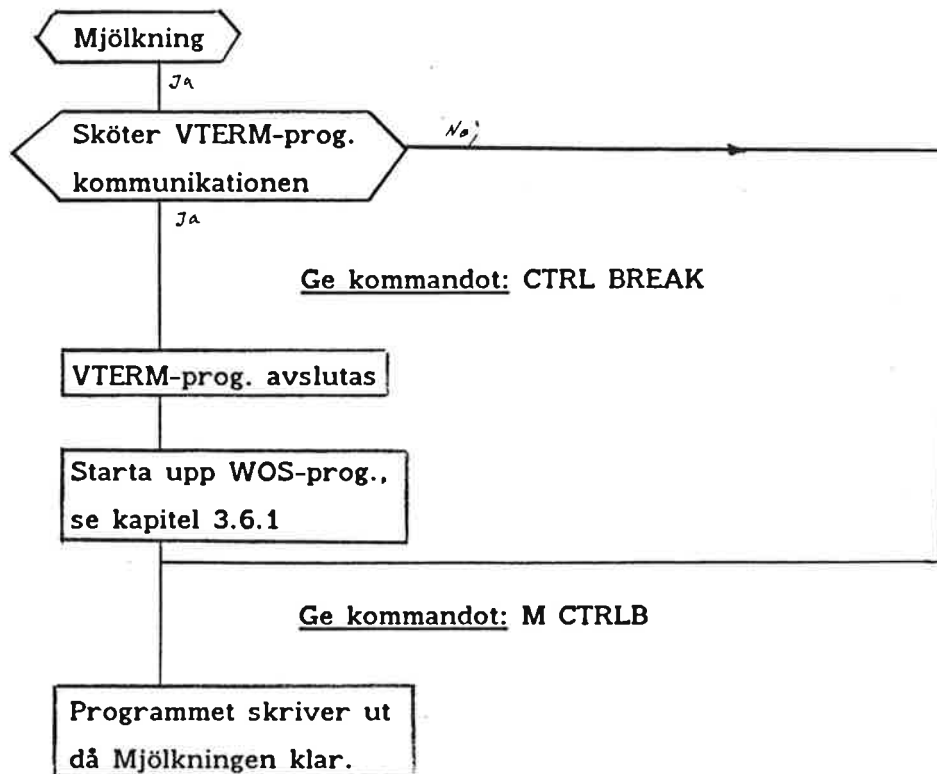 Mjölkning
Ja
Sköter VTERM-prog.
Nej
kommunikationen
Ja
Ge kommandot: CTRL BREAK
VTERM-prog. avslutas
Starta upp WOS-prog.,
se kapitel 3.6.1
Ge kommandot: M CTRLB
Programmet skriver ut
då Mjölkningen klar.